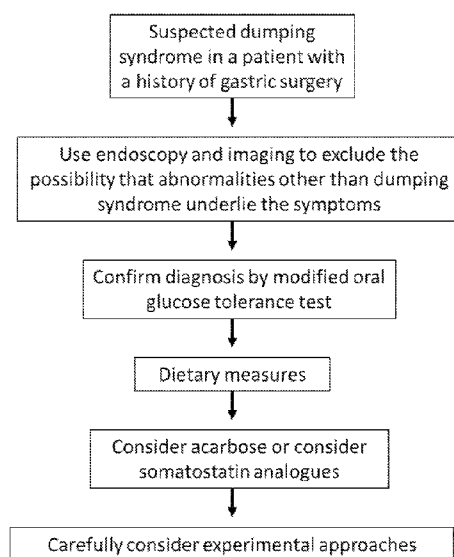 Suspected dumping
syndrome in a patient with
a history of gastric surgery
Use endoscopy and imaging to exclude the
possibility that abnormalities other than dumping
syndrome underlie the symptoms
Confirm diagnosis by modified oral
glucose tolerance test
Dietary measures
Consider acarbose or consider
somatostatin analogues
Carefully consider experimental approaches